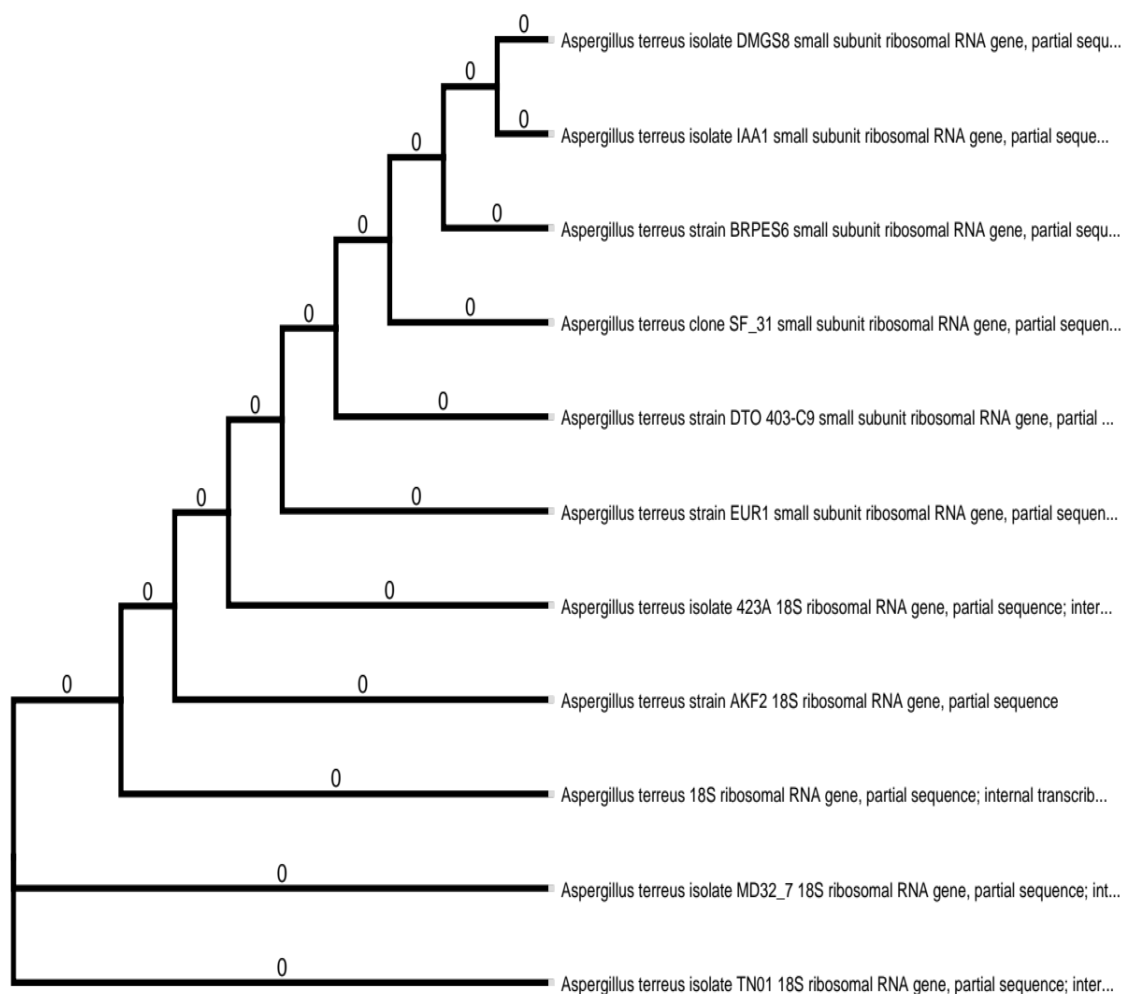 0
Aspergillus terreus isolate DMGS8 small subunit ribosomal RNA gene, partial sequ...
0
0
Aspergillus terreus isolate IAA1 small subunit ribosomal RNA gene, partial seque...
0
0
Aspergillus terreus strain BRPES6 small subunit ribosomal RNA gene, partial sequ...
0
0
Aspergillus terreus clone SF_31 small subunit ribosomal RNA gene, partial sequen...
0
0
Aspergillus terreus strain DTO 403-C9 small subunit ribosomal RNA gene, partial ...
0
0
Aspergillus terreus strain EUR1 small subunit ribosomal RNA gene, partial sequen...
0
0
Aspergillus terreus isolate 423A 18S ribosomal RNA gene, partial sequence; inter...
0
0
Aspergillus terreus strain AKF2 18S ribosomal RNA gene, partial sequence
0
Aspergillus terreus 18S ribosomal RNA gene, partial sequence; internal transcrib...
0
Aspergillus terreus isolate MD32_7 18S ribosomal RNA gene, partial sequence; int...
0
Aspergillus terreus isolate TN01 18S ribosomal RNA gene, partial sequence; inter...